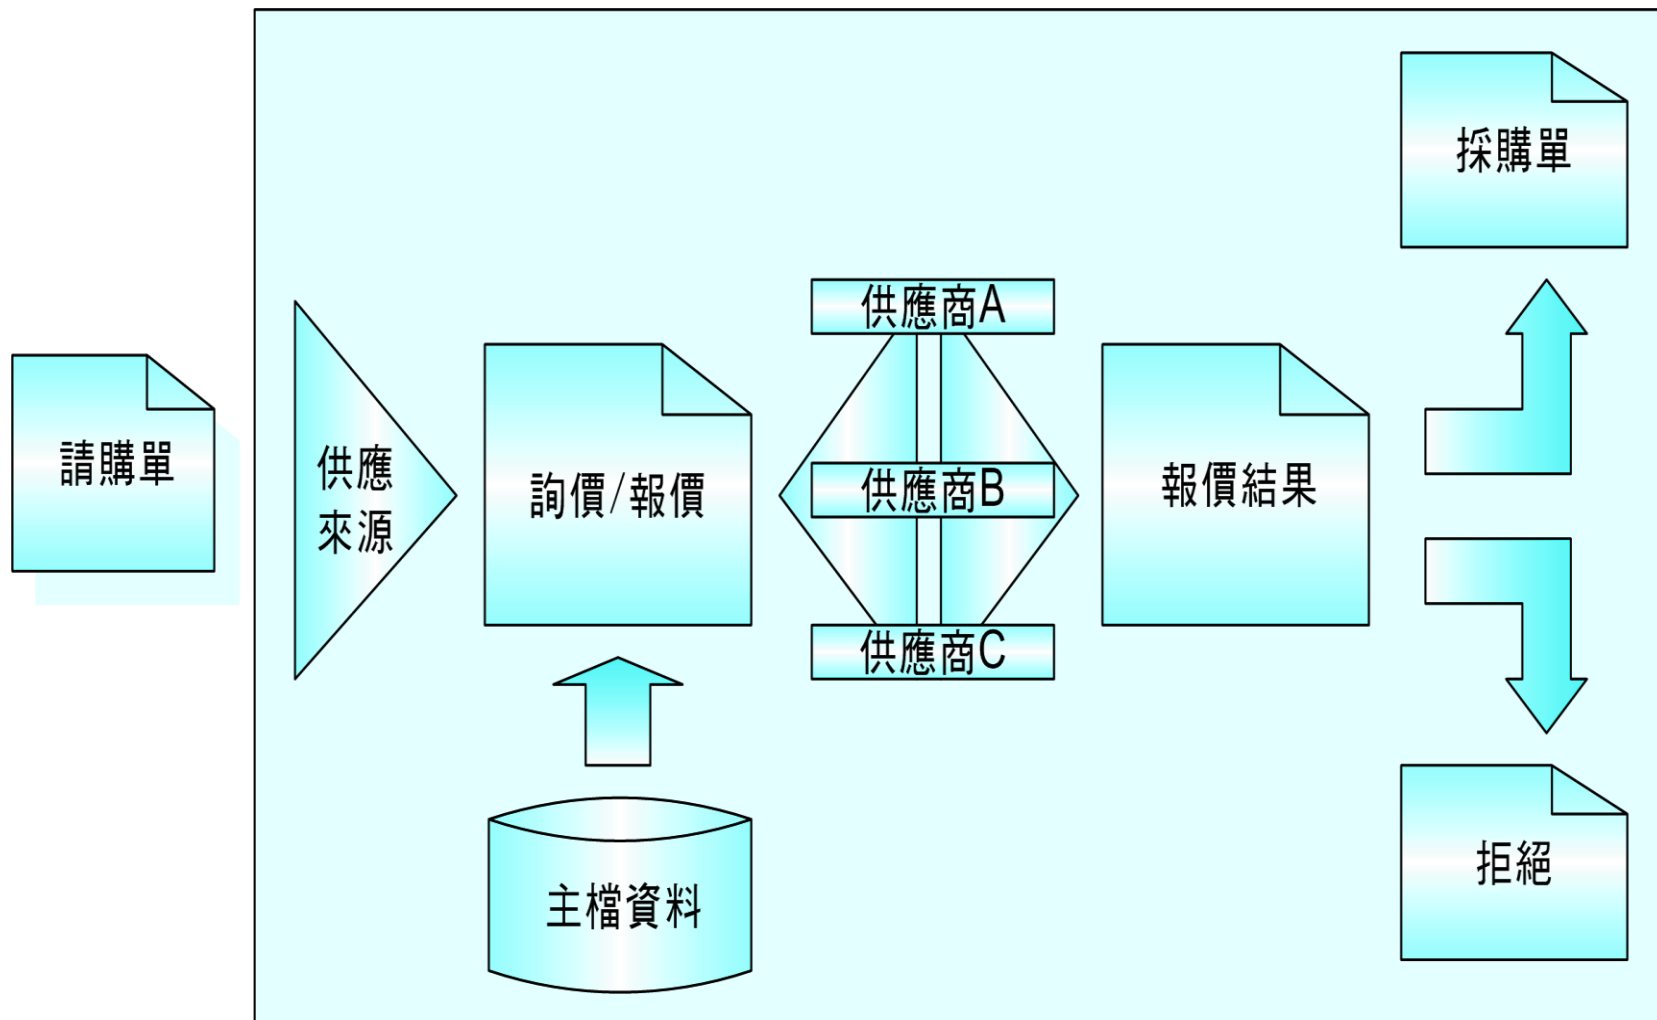 請購單
供應
來源
詢價/報價
主檔資料
供應商A
供應商B
供應商C
報價結果
採購單
拒絕